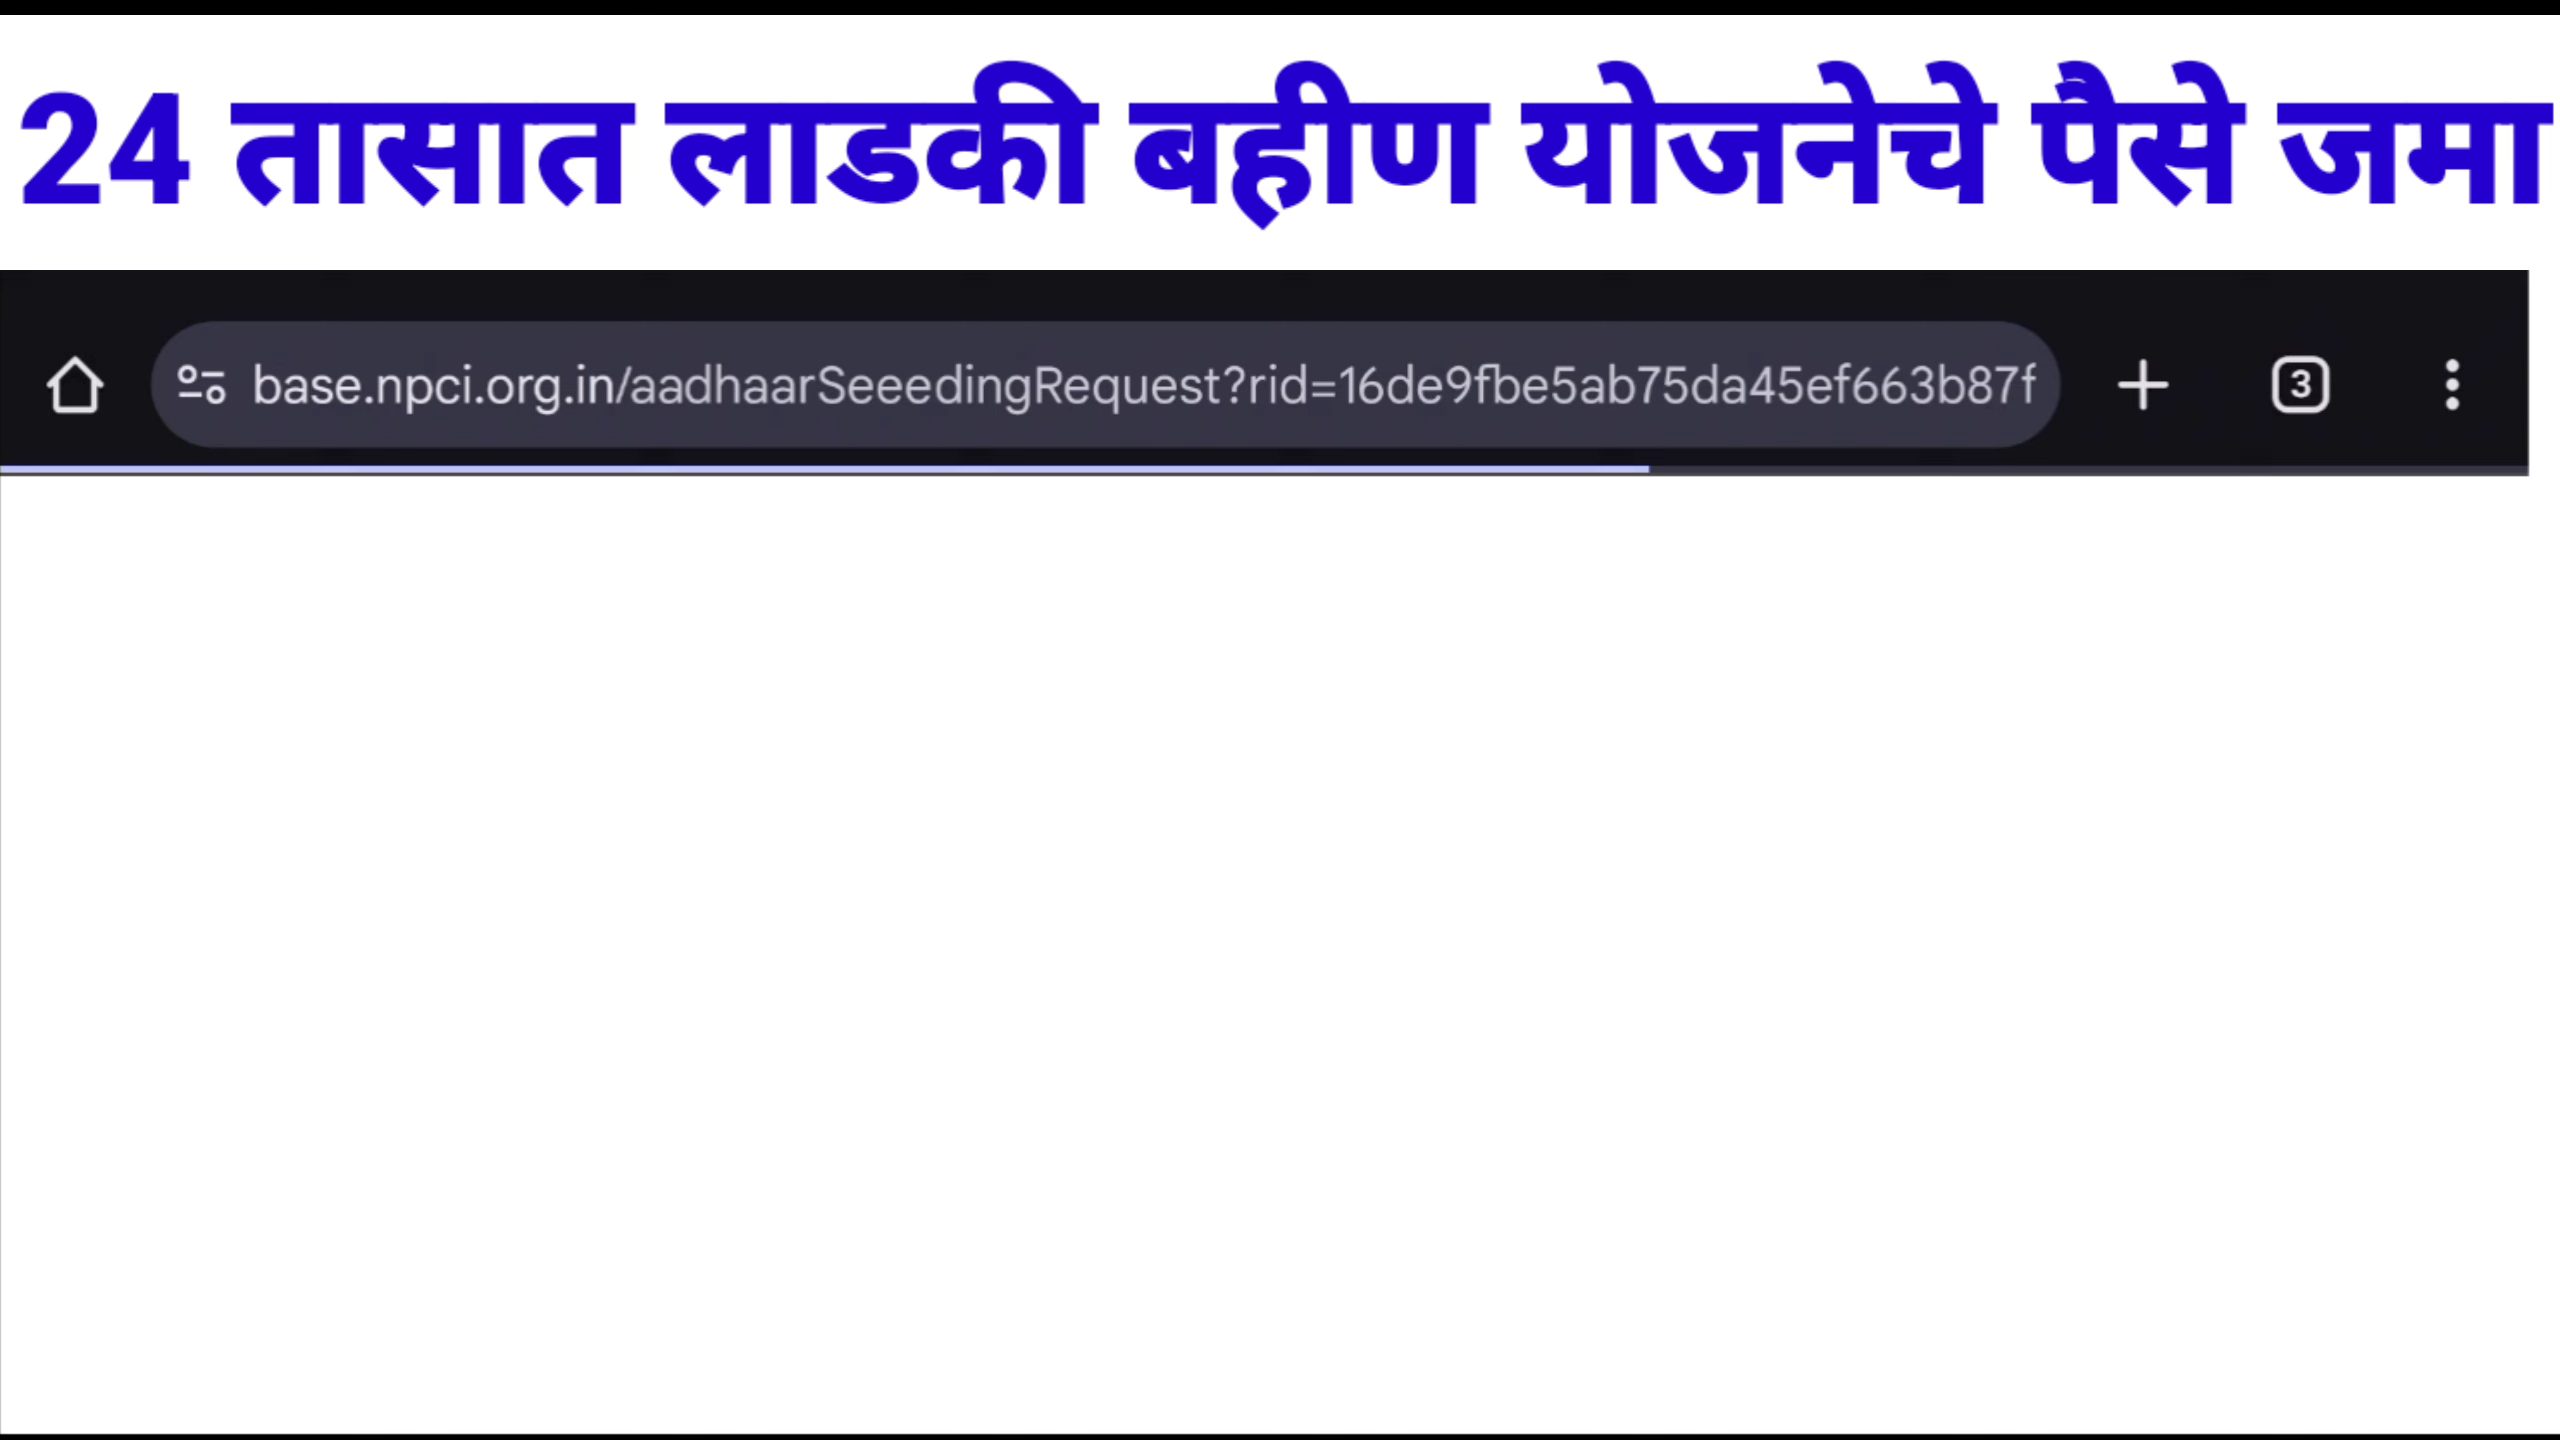 24 तासात लाडकी बहीण योजनेचे पैसे जमा
base.npci.org.in/aadhaarSeeedingRequest?rid=16de9fbe5ab75da45ef663b87f
3